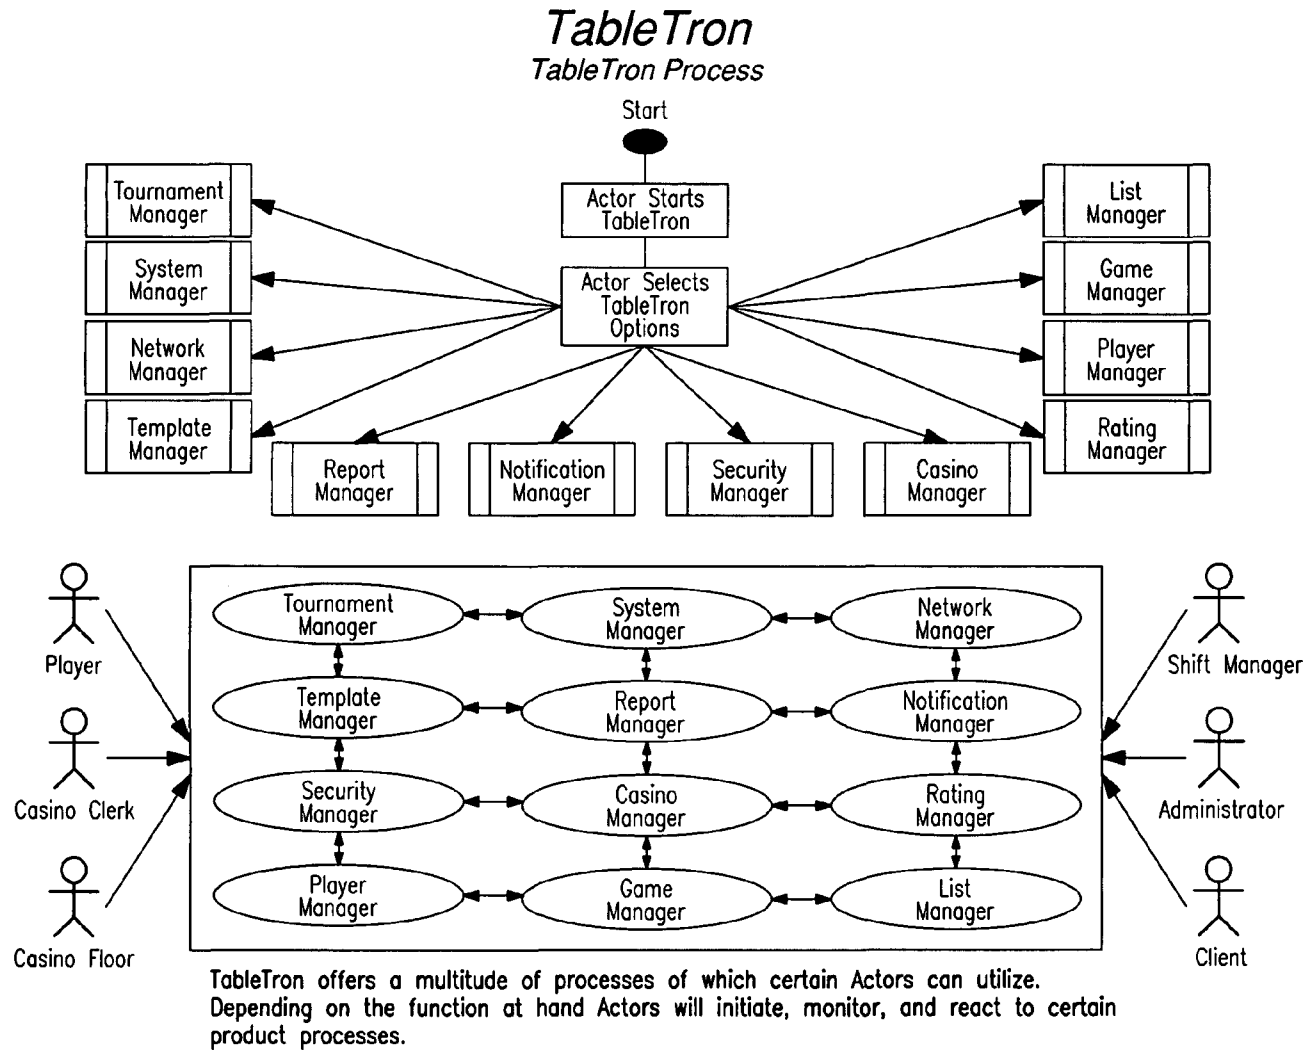 TableTron
TableTron Process
Start
Actor Starts
TableTron
Actor Selects
TableTron
Options
Tournament
Manager
System
Manager
Network
Manager
Template
Manager
List
Manager
Game
Manager
Player
Manager
Rating
Manager
Report
Manager
Notification
Manager
Security
Manager
Casino
Manager
Player
Casino Clerk
Casino Floor
Tournament
Manager
System
Manager
Network
Manager
Template
Manager
Report
Manager
Notification
Manager
Security
Manager
Casino
Manager
Rating
Manager
Player
Manager
Game
Manager
List
Manager
Shift Manager
Administrator
Client
TableTron offers a multitude of processes of which certain Actors can utilize.
Depending on the function at hand Actors will initiate, monitor, and react to certain
product processes.